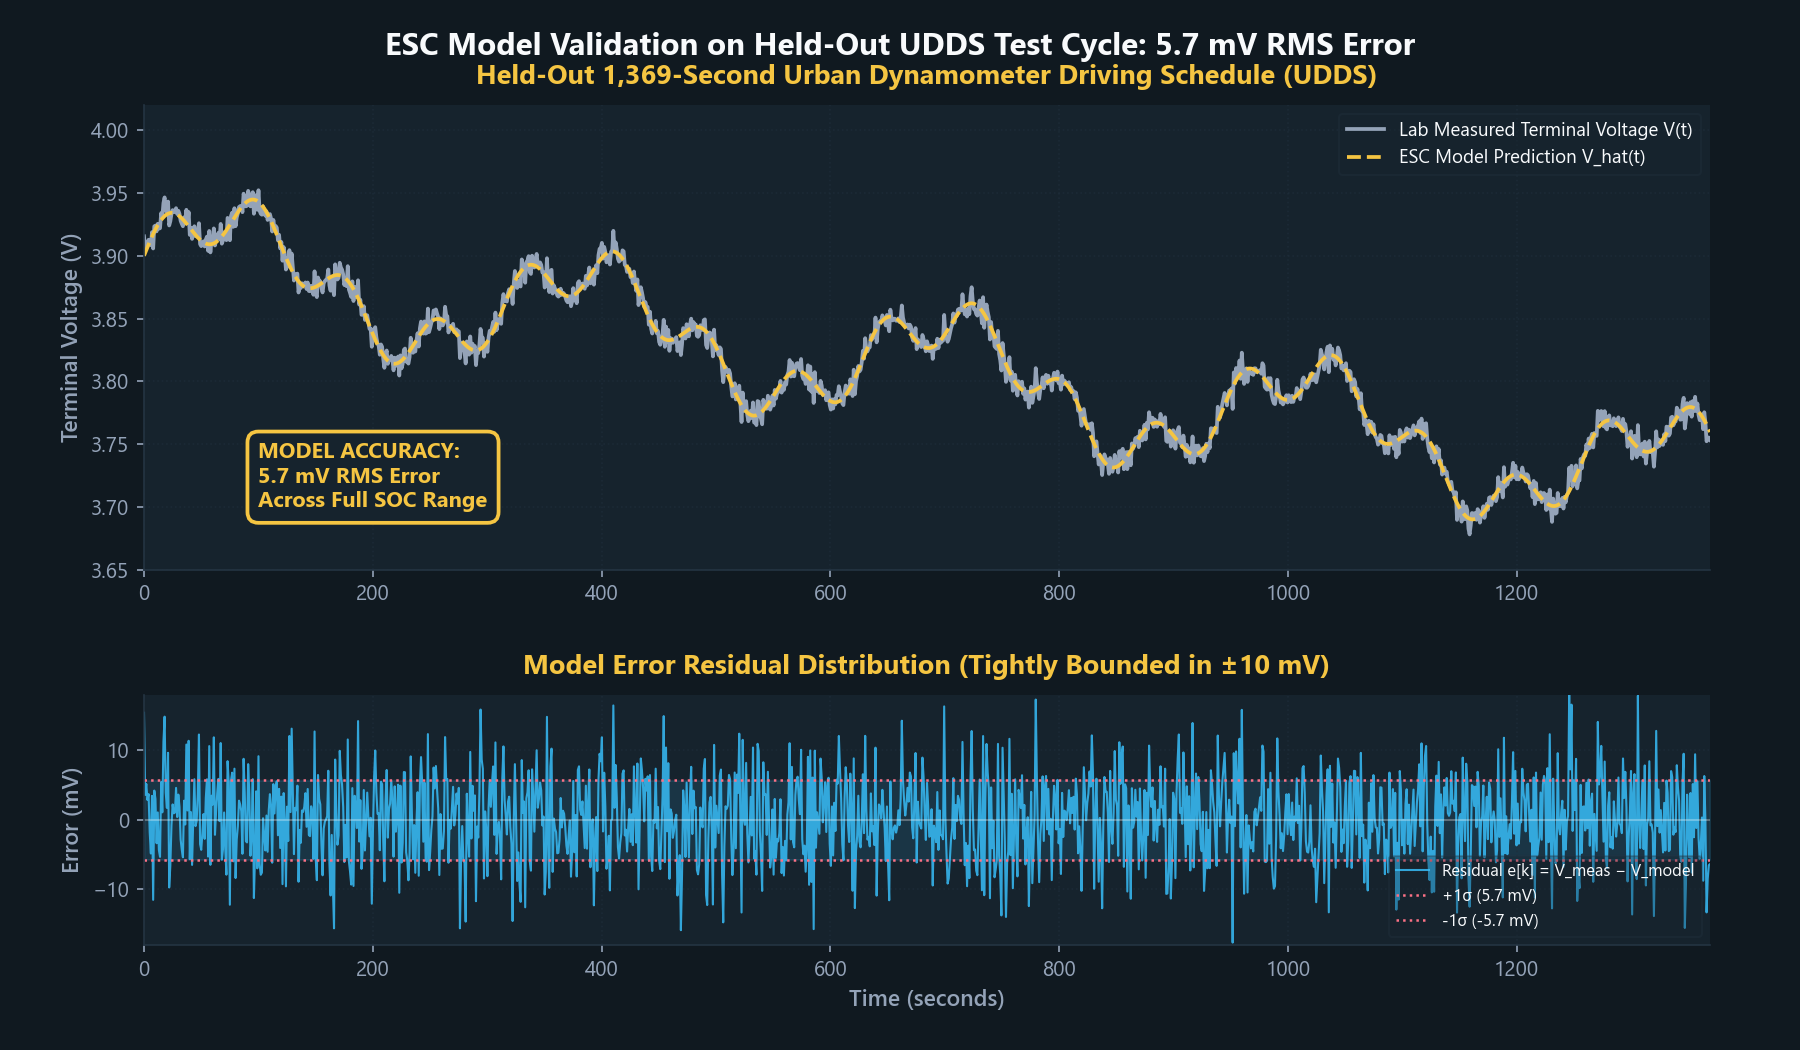 ESC Model Validation on Held-Out UDDS Test Cycle: 5.7 mV RMS Error
Held-Out 1,369-Second Urban Dynamometer Driving Schedule (UDDS)
Lab Measured Terminal Voltage V(t)
ESC Model Prediction V_hat(t)
Terminal Voltage (V)
4.00
3.95
3.90
3.85
3.80
3.75
3.70
3.65
MODEL ACCURACY:
5.7 mV RMS Error
Across Full SOC Range
0 200 400 600 800 1000 1200
Model Error Residual Distribution (Tightly Bounded in ±10 mV)
Error (mV)
10
0
−10
Residual e[k] = V_meas − V_model
+1σ (5.7 mV)
-1σ (-5.7 mV)
0 200 400 600 800 1000 1200
Time (seconds)